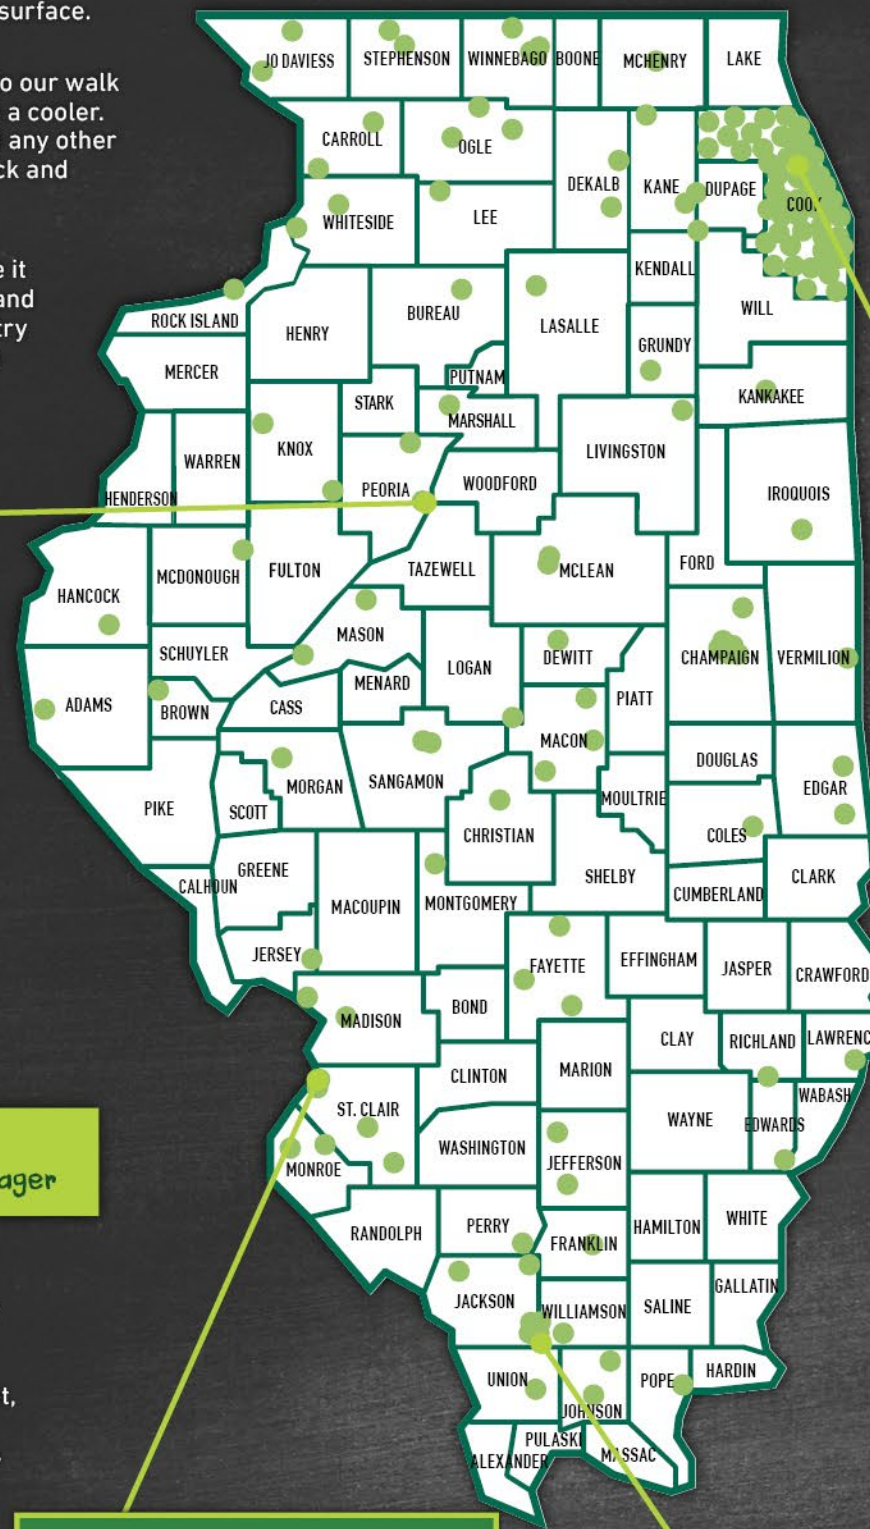 surface.
o our walk
a cooler.
any other
ck and
e it
and
try
JO DAVIESS
STEPHENSON
WINNEBAGO
BOONE
MCHENRY
LAKE
CARROLL
OGLE
DEKALB
KANE
DUPAGE
COOK
WHITESIDE
LEE
KENDALL
WILL
ROCK ISLAND
HENRY
BUREAU
LASALLE
GRUNDY
MERCER
PUTNAM
KANKAKEE
STARK
MARSHALL
KNOX
WARREN
LIVINGSTON
HENDERSON
PEORIA
WOODFORD
IROQUOIS
HANCOCK
MCDONOUGH
FULTON
TAZEWELL
MCLEAN
FORD
SCHUYLER
MASON
LOGAN
DEWITT
CHAMPAIGN
VERMILION
ADAMS
BROWN
CASS
MENARD
PIATT
MACON
PIKE
SCOTT
MORGAN
SANGAMON
DOUGLAS
EDGAR
MOULTRIE
CHRISTIAN
COLES
CALHOUN
GREENE
MACOUPIN
MONTGOMERY
SHELBY
CUMBERLAND
CLARK
JERSEY
FAYETTE
EFFINGHAM
JASPER
CRAWFORD
MADISON
BOND
CLAY
RICHLAND
LAWRENC
ST. CLAIR
CLINTON
MARION
WAYNE
EDWARDS
WABASH
ager
MONROE
WASHINGTON
JEFFERSON
RANDOLPH
PERRY
FRANKLIN
HAMILTON
WHITE
JACKSON
WILLIAMSON
SALINE
GALLATIN
t,
UNION
JOHNSON
POPE
HARDIN
ALEXANDER
PULASKI
MASSAC